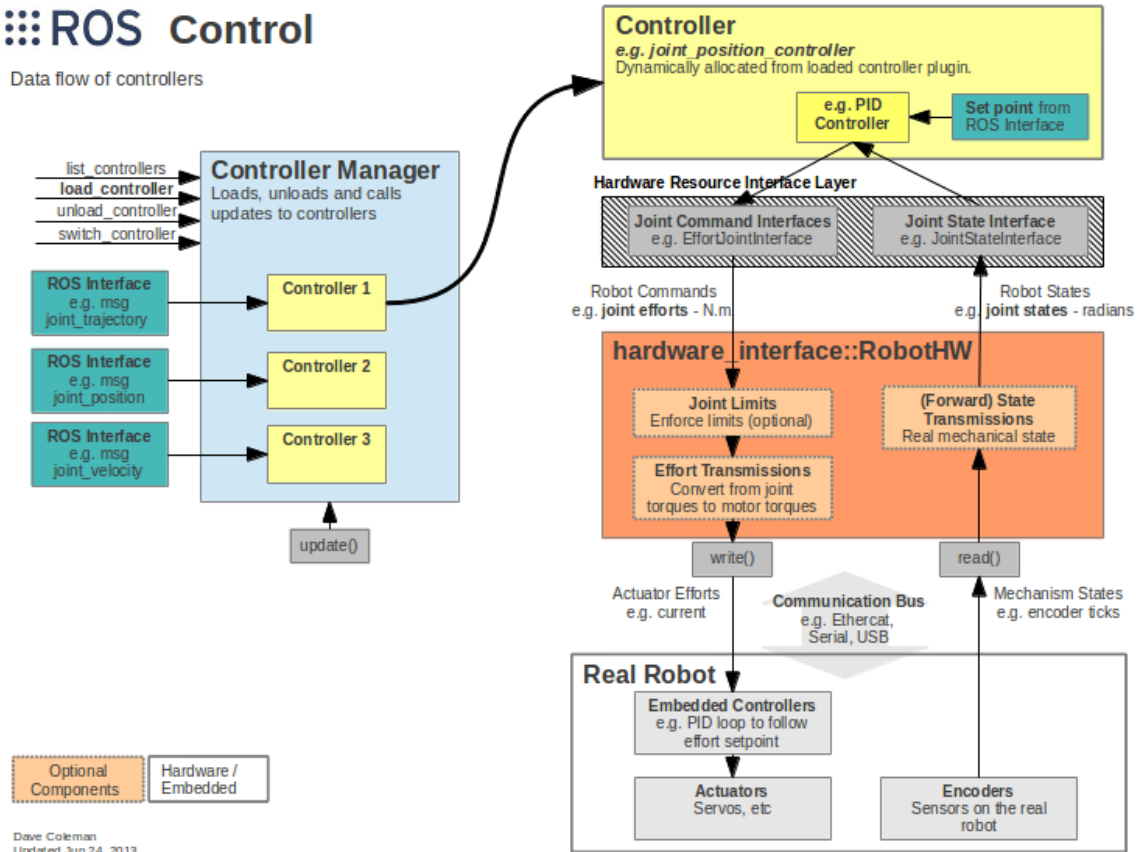 ROS Control
Data flow of controllers
list_controllers
load_controller
unload_controller
switch_controller
Controller Manager
Loads, unloads and calls
updates to controllers
ROS Interface
e.g. msg
joint_trajectory
Controller 1
ROS Interface
e.g. msg
joint_position
Controller 2
ROS Interface
e.g. msg
joint_velocity
Controller 3
update()
Controller
e.g. joint_position_controller
Dynamically allocated from loaded controller plugin.
e.g. PID
Controller
Set point from
ROS Interface
Hardware Resource Interface Layer
Joint Command Interfaces
e.g. EffortJointInterface
Joint State Interface
e.g. JointStateInterface
Robot Commands
e.g. joint efforts - N.m
Robot States
e.g. joint states - radians
hardware_interface::RobotHW
Joint Limits
Enforce limits (optional)
Effort Transmissions
Convert from joint
torques to motor torques
(Forward) State
Transmissions
Real mechanical state
write()
read()
Actuator Efforts
e.g. current
Communication Bus
e.g. Ethercat,
Serial, USB
Mechanism States
e.g. encoder ticks
Real Robot
Embedded Controllers
e.g. PID loop to follow
effort setpoint
Actuators
Servos, etc
Encoders
Sensors on the real
robot
Optional
Components
Hardware /
Embedded
Dave Coleman
Updated Jun 24, 2013